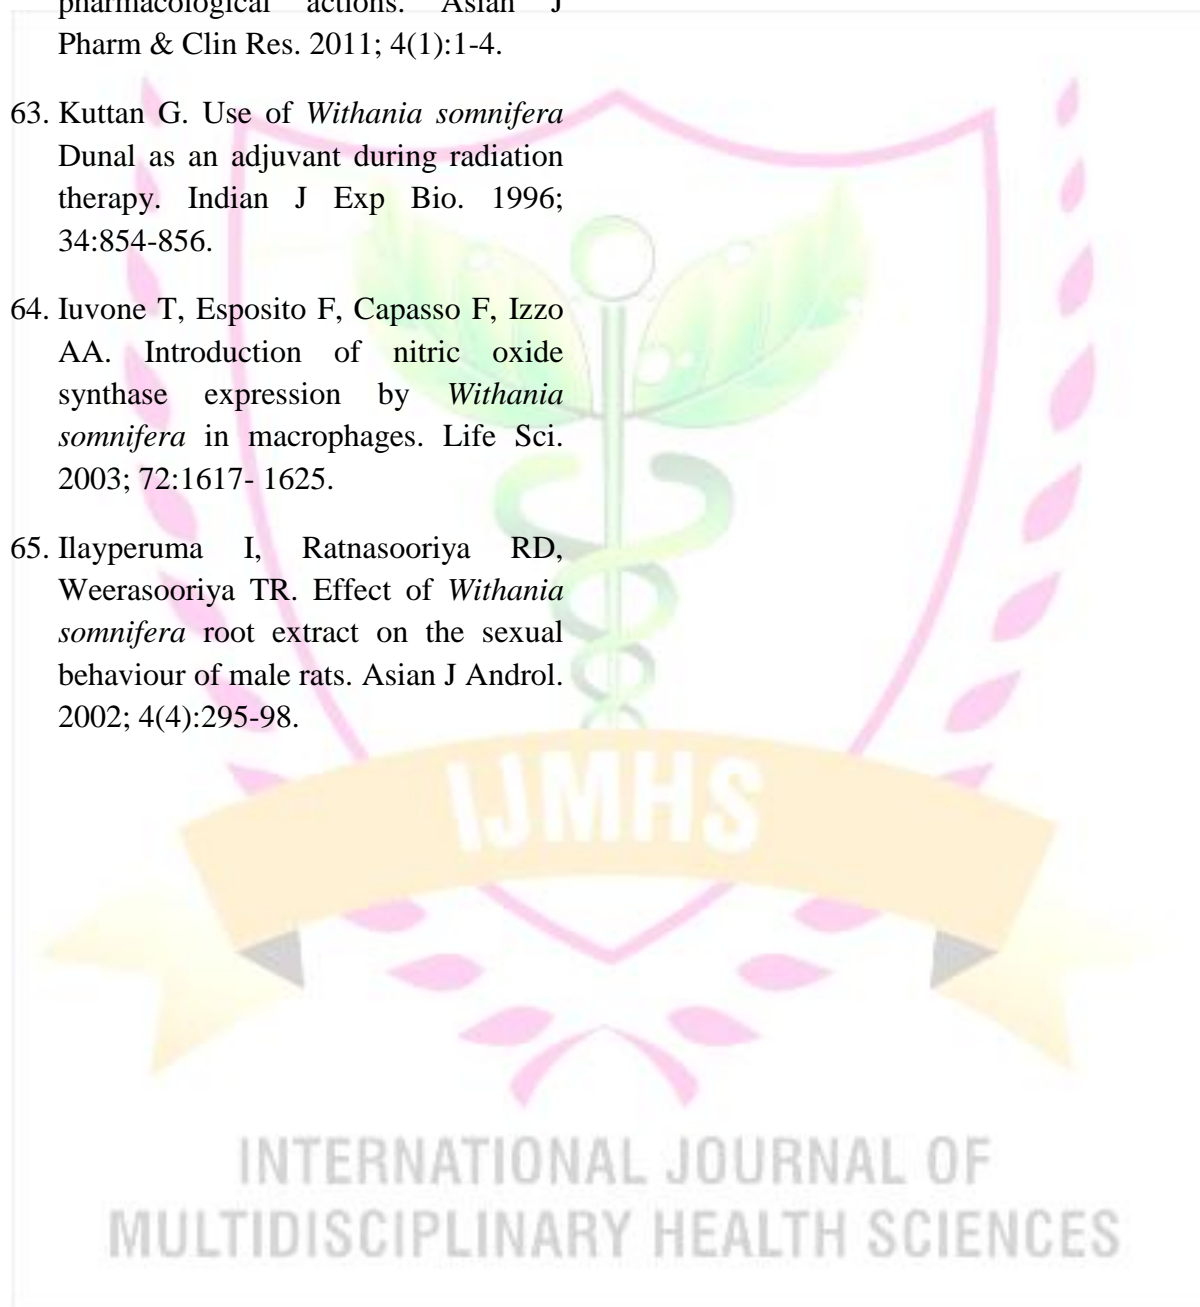 pharmacological actions. Asian J
Pharm & Clin Res. 2011; 4(1):1-4.
63. Kuttan G. Use of Withania somnifera
Dunal as an adjuvant during radiation
therapy. Indian J Exp Bio. 1996;
34:854-856.
64. Iuvone T, Esposito F, Capasso F, Izzo
AA. Introduction of nitric oxide
synthase expression by Withania
somnifera in macrophages. Life Sci.
2003; 72:1617- 1625.
65. Ilayperuma I, Ratnasooriya RD,
Weerasooriya TR. Effect of Withania
somnifera root extract on the sexual
behaviour of male rats. Asian J Androl.
2002; 4(4):295-98.
IJMHS
INTERNATIONAL JOURNAL OF
MULTIDISCIPLINARY HEALTH SCIENCES